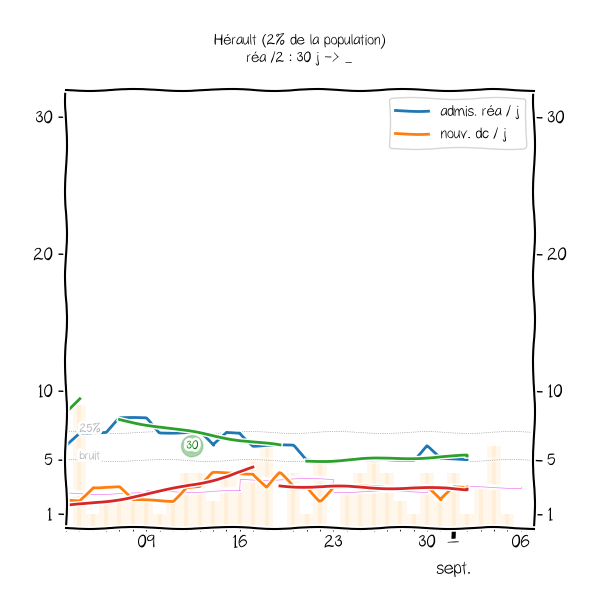 Hérault (2% de la population)
réa /2 : 30 j -> _
admis. réa / j
nouv. dc / j
30
30
20
20
10
10
25%
30
5
bruit
5
1
1
09
16
23
30
06
sept.